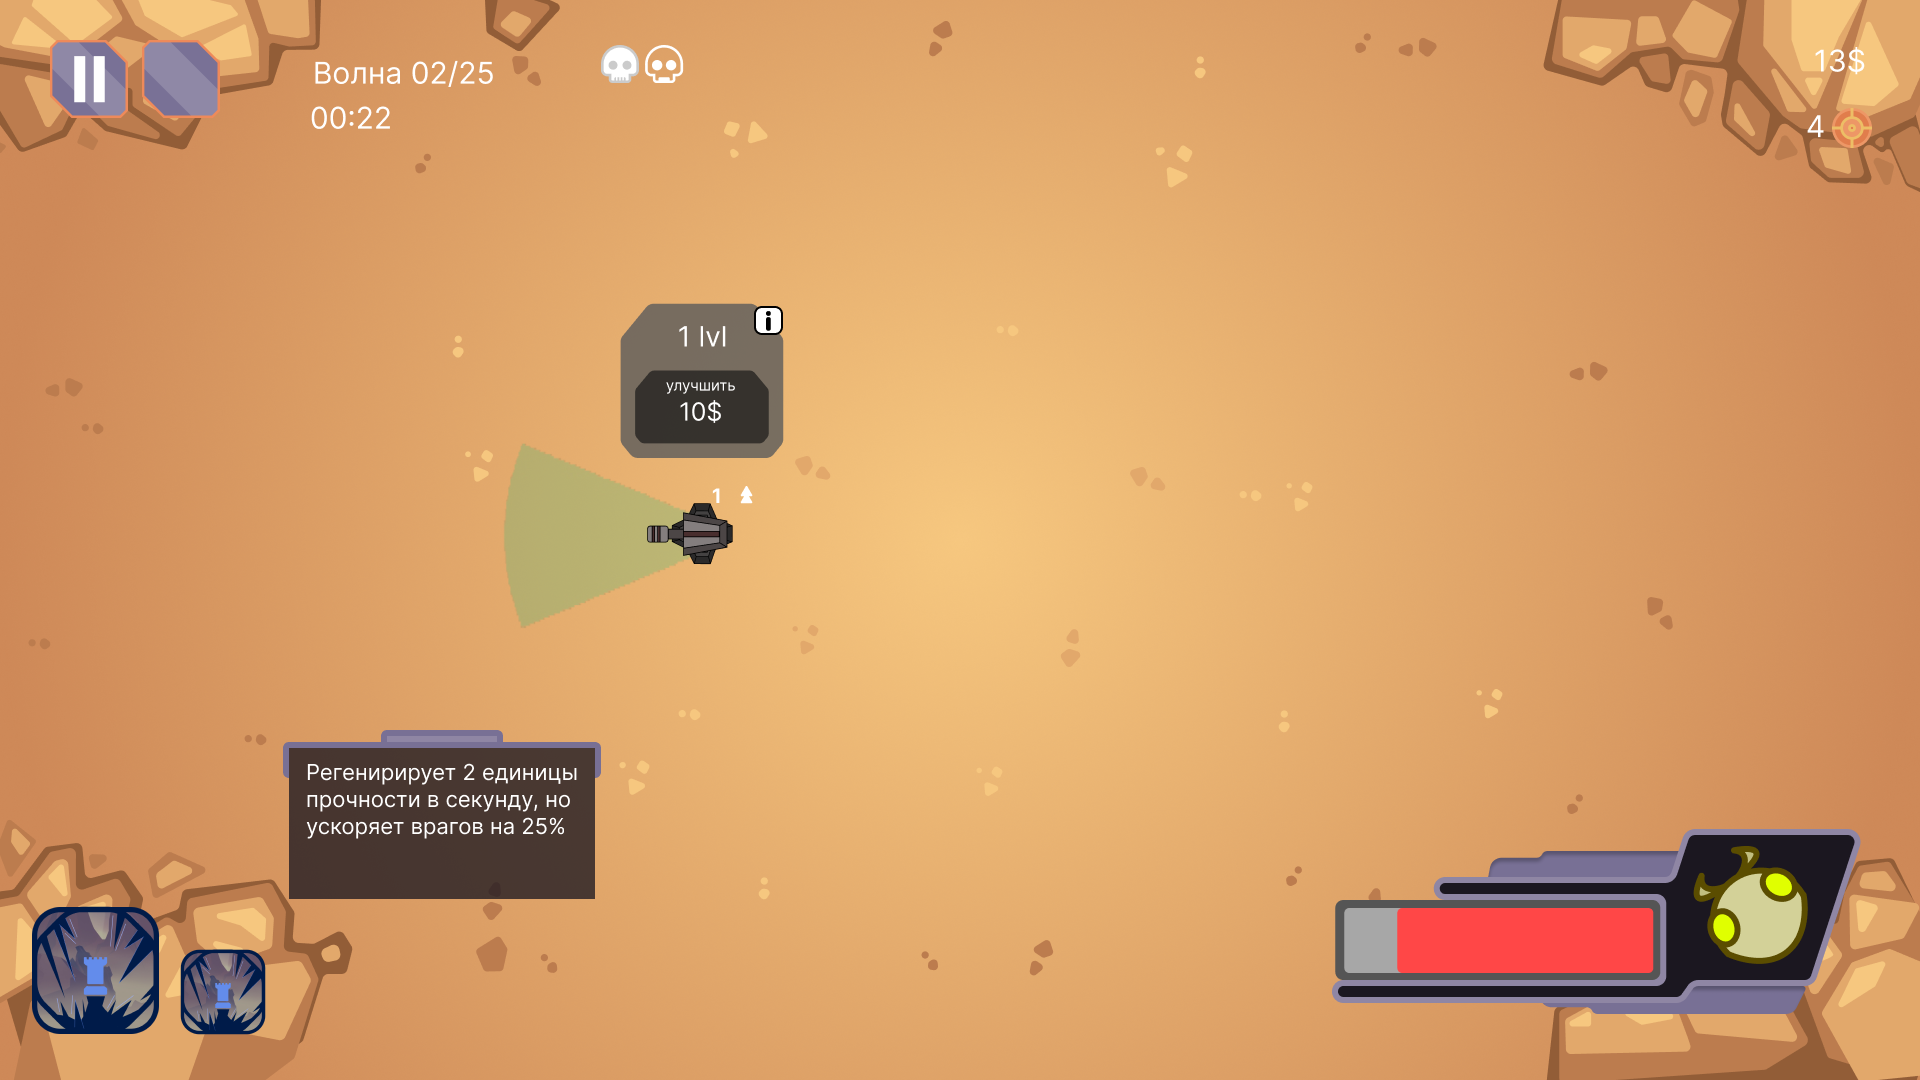 Волна 02/25
00:22
13$
4
1 lvl
улучшить
10$
1
Регенирирует 2 единицы
прочности в секунду, но
ускоряет врагов на 25%